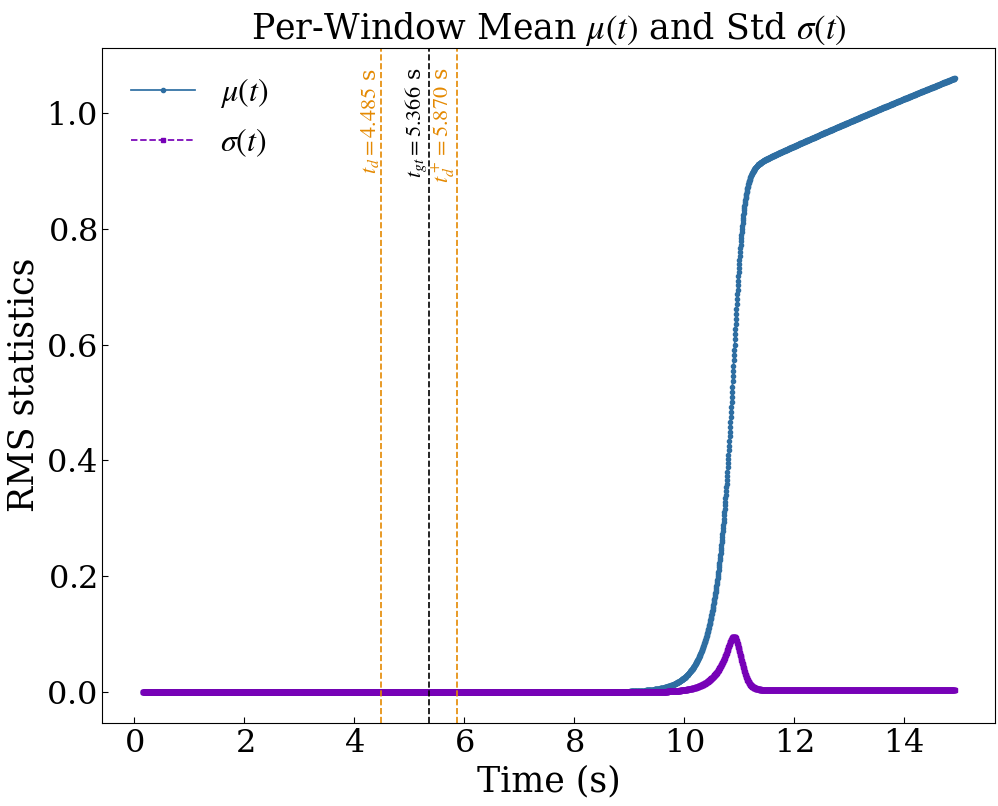 Per-Window Mean μ(t) and Std σ(t)
μ(t)
σ(t)
t_d = 4.485 s
t_gt = 5.366 s
t_d^+ = 5.870 s
RMS statistics
1.0
0.8
0.6
0.4
0.2
0.0
0 2 4 6 8 10 12 14
Time (s)